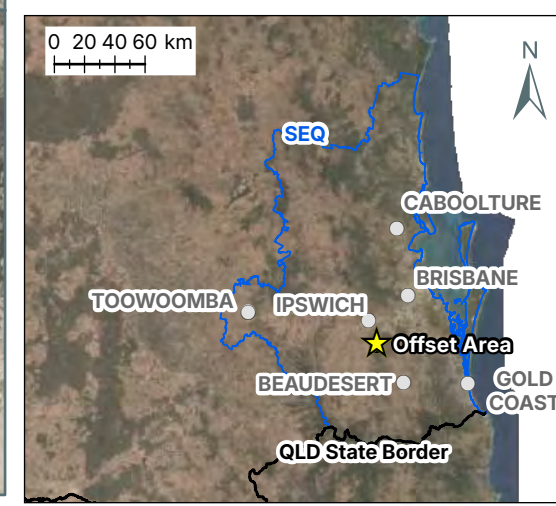 0 20 40 60 km
N
SEQ
CABOOLTURE
BRISBANE
TOOWOOMBA
IPSWICH
Offset Area
BEAUDESERT
GOLD
COAST
QLD State Border